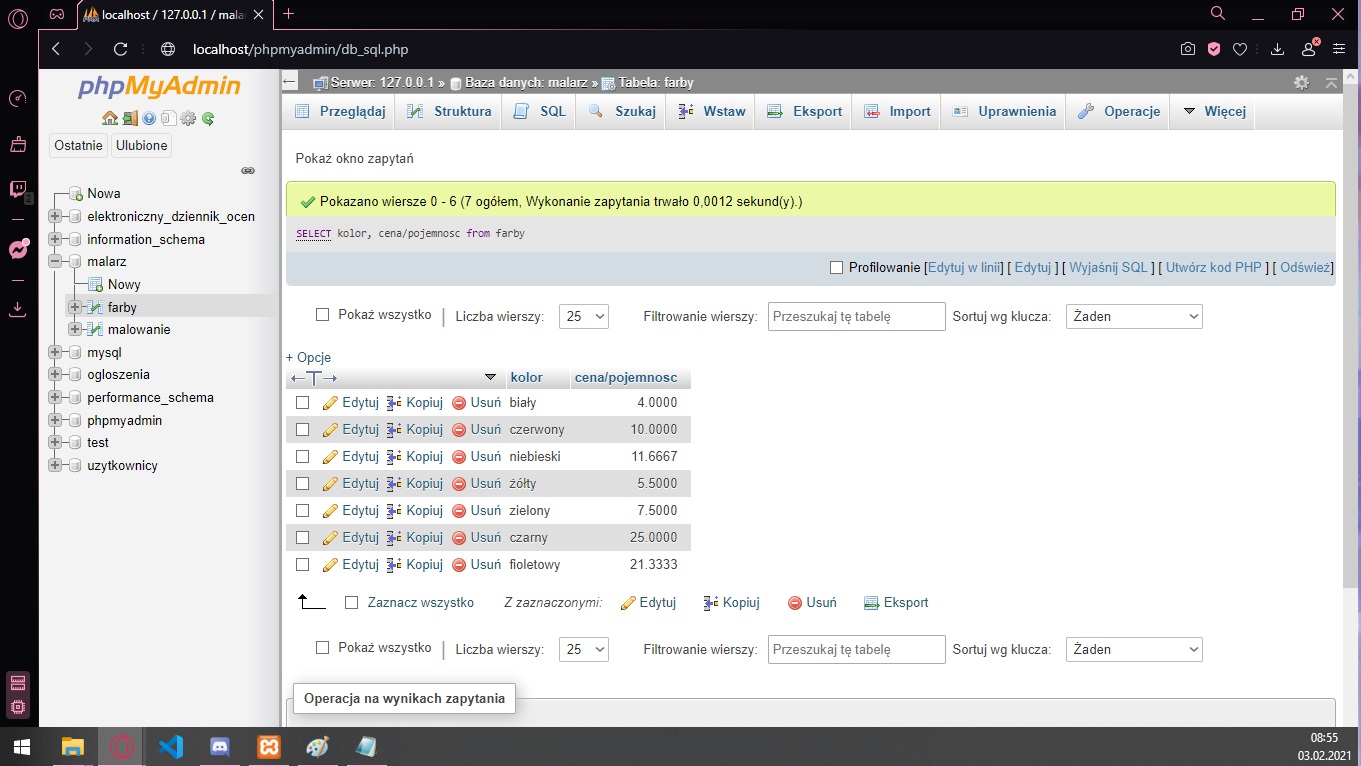 localhost / 127.0.0.1 / mala
localhost/phpmyadmin/db_sql.php
phpMyAdmin
Ostatnie Ulubione
Nowa
elektroniczny_dziennik_ocen
information_schema
malarz
Nowy
farby
malowanie
mysql
ogloszenia
performance_schema
phpmyadmin
test
uzytkownicy
Serwer: 127.0.0.1 » Baza danych: malarz » Tabela: farby
Przeglądaj Struktura SQL Szukaj Wstaw Eksport Import Uprawnienia Operacje Więcej
Pokaż okno zapytań
Pokazano wiersze 0 - 6 (7 ogółem, Wykonanie zapytania trwało 0,0012 sekund(y).)
SELECT kolor, cena/pojemnosc from farby
Profilowanie [Edytuj w linii] [ Edytuj ] [ Wyjaśnij SQL ] [ Utwórz kod PHP ] [ Odśwież]
Pokaż wszystko | Liczba wierszy: 25 Filtrowanie wierszy: Przeszukaj tę tabelę Sortuj wg klucza: Żaden
+ Opcje
←T→ kolor cena/pojemnosc
Edytuj Kopiuj Usuń biały 4.0000
Edytuj Kopiuj Usuń czerwony 10.0000
Edytuj Kopiuj Usuń niebieski 11.6667
Edytuj Kopiuj Usuń żółty 5.5000
Edytuj Kopiuj Usuń zielony 7.5000
Edytuj Kopiuj Usuń czarny 25.0000
Edytuj Kopiuj Usuń fioletowy 21.3333
Zaznacz wszystko Z zaznaczonymi: Edytuj Kopiuj Usuń Eksport
Pokaż wszystko | Liczba wierszy: 25 Filtrowanie wierszy: Przeszukaj tę tabelę Sortuj wg klucza: Żaden
Operacja na wynikach zapytania
08:55
03.02.2021